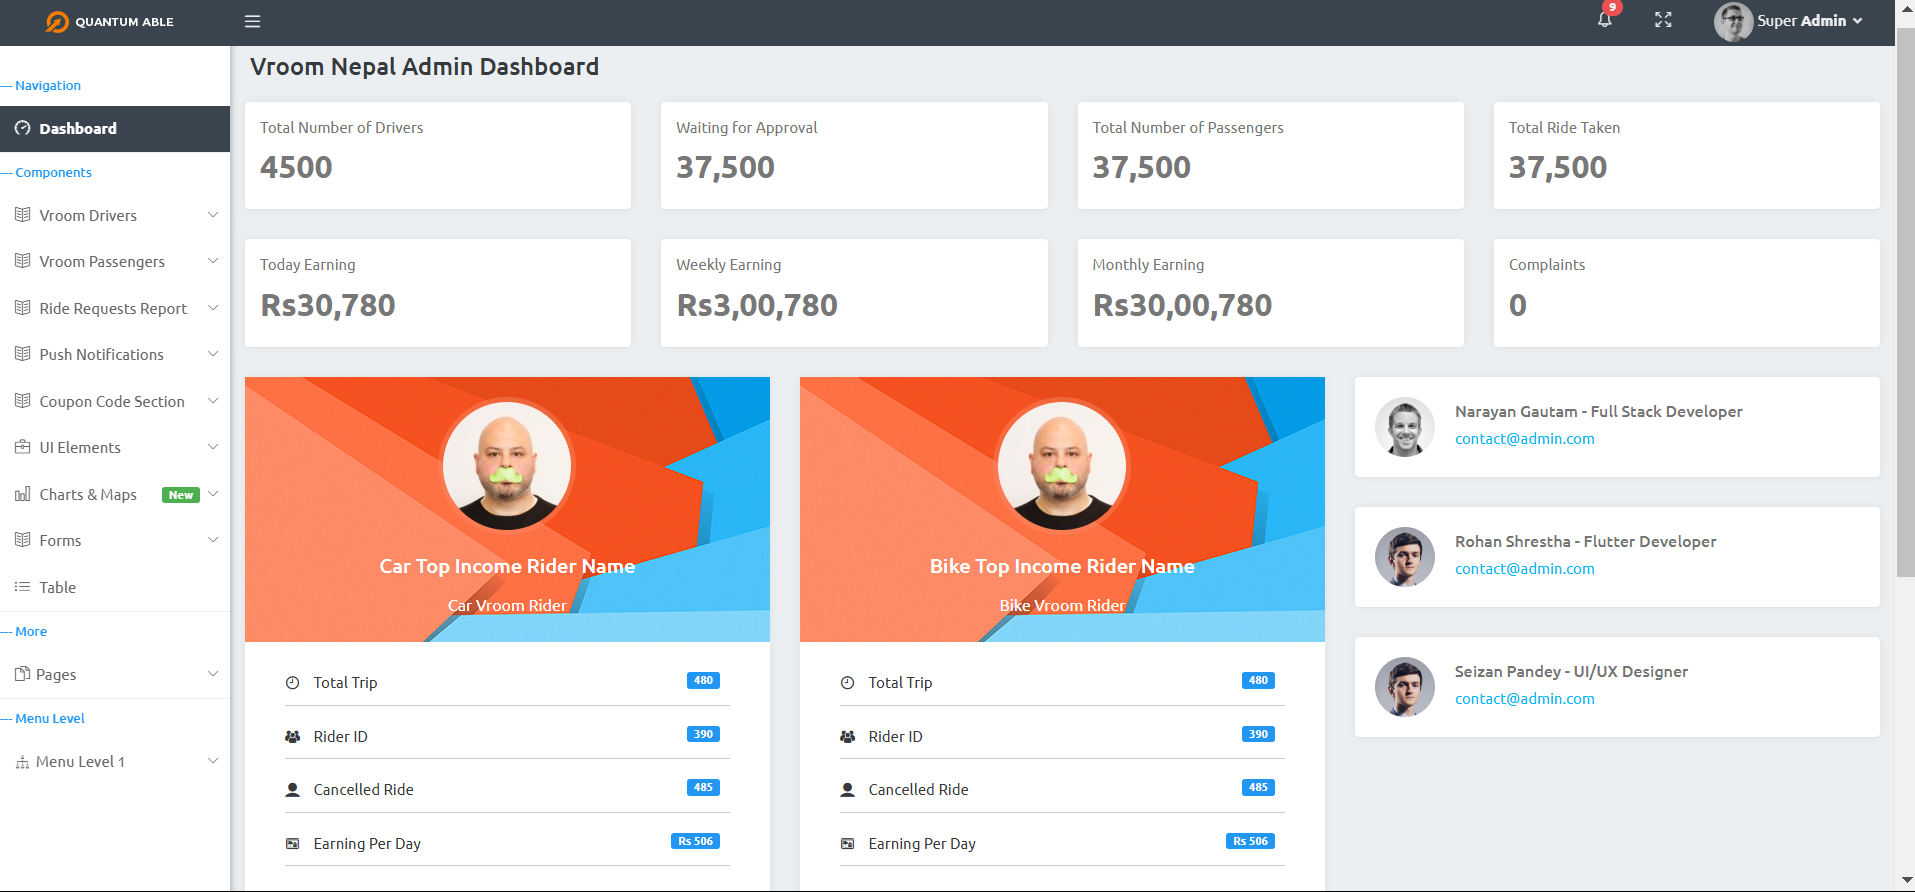 QUANTUM ABLE
9
Super Admin
Navigation
Dashboard
Components
Vroom Drivers
Vroom Passengers
Ride Requests Report
Push Notifications
Coupon Code Section
UI Elements
Charts & Maps New
Forms
Table
More
Pages
Menu Level
Menu Level 1
Vroom Nepal Admin Dashboard
Total Number of Drivers
4500
Waiting for Approval
37,500
Total Number of Passengers
37,500
Total Ride Taken
37,500
Today Earning
Rs30,780
Weekly Earning
Rs3,00,780
Monthly Earning
Rs30,00,780
Complaints
0
Car Top Income Rider Name
Car Vroom Rider
Total Trip 480
Rider ID 390
Cancelled Ride 485
Earning Per Day Rs 506
Bike Top Income Rider Name
Bike Vroom Rider
Total Trip 480
Rider ID 390
Cancelled Ride 485
Earning Per Day Rs 506
Narayan Gautam - Full Stack Developer
contact@admin.com
Rohan Shrestha - Flutter Developer
contact@admin.com
Seizan Pandey - UI/UX Designer
contact@admin.com